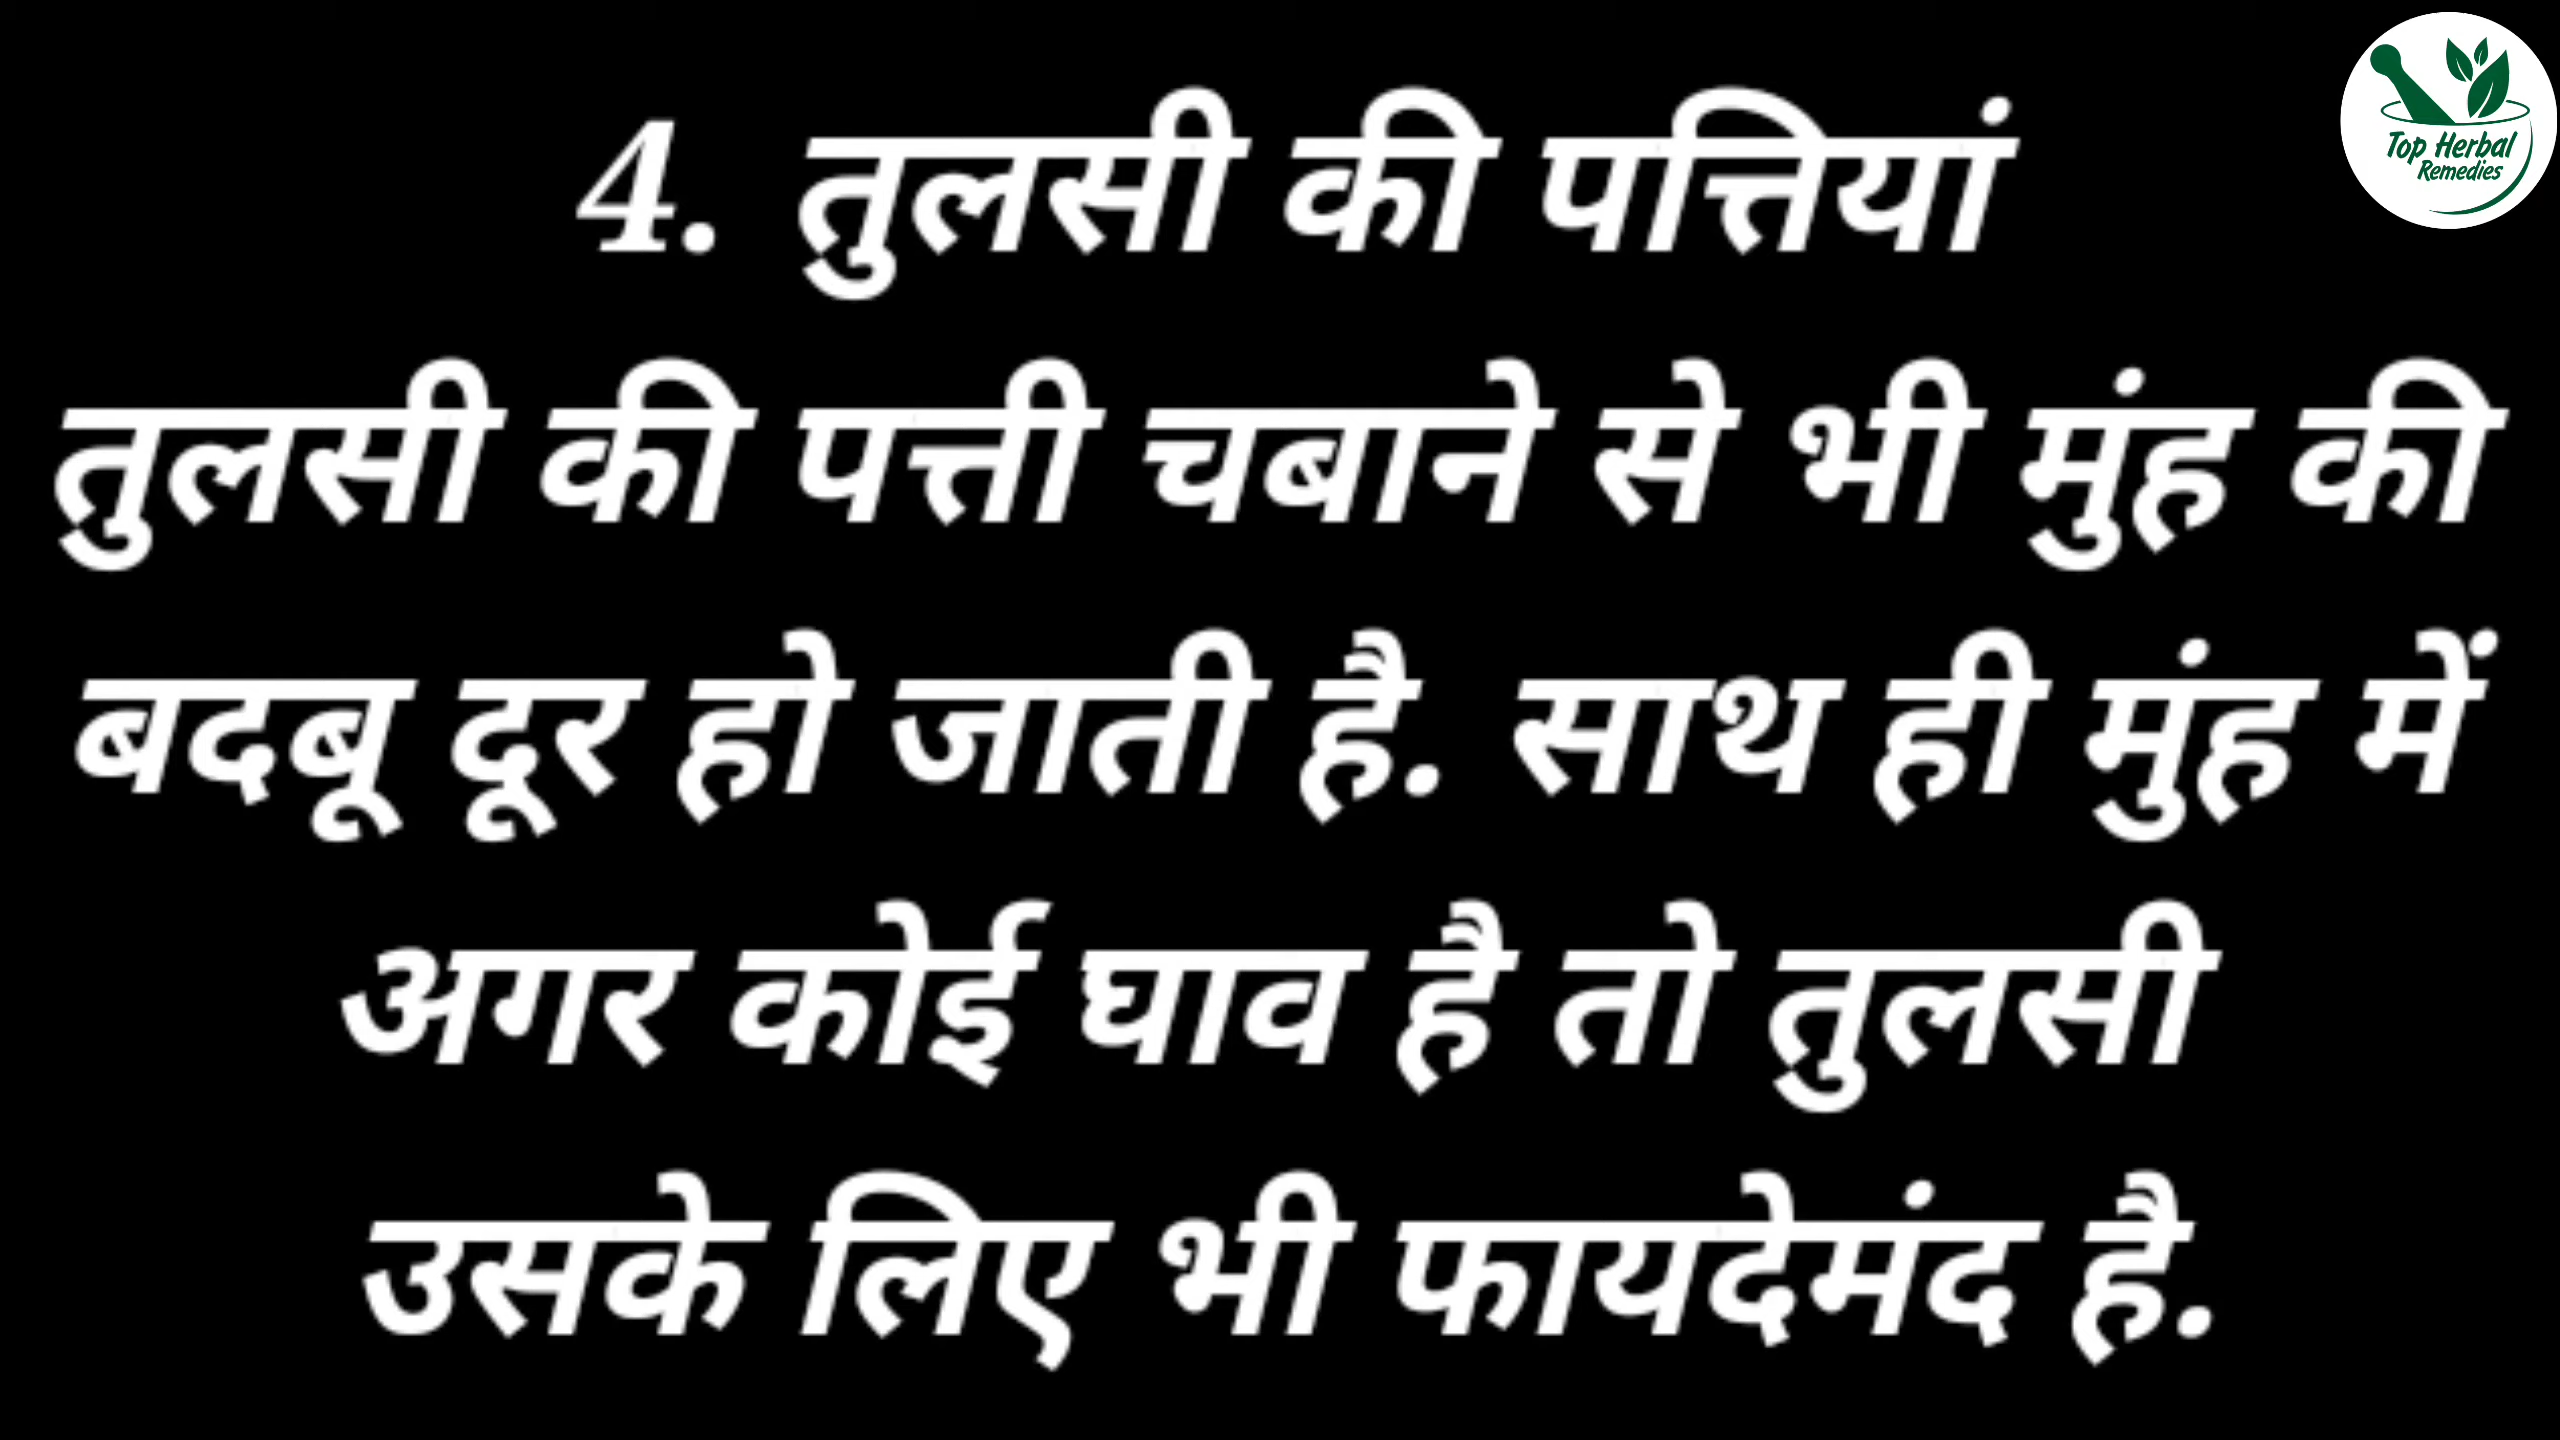 Top Herbal
Remedies
4. तुलसी की पत्तियां
तुलसी की पत्ती चबाने से भी मुंह की
बदबू दूर हो जाती है. साथ ही मुंह में
अगर कोई घाव है तो तुलसी
उसके लिए भी फायदेमंद है.